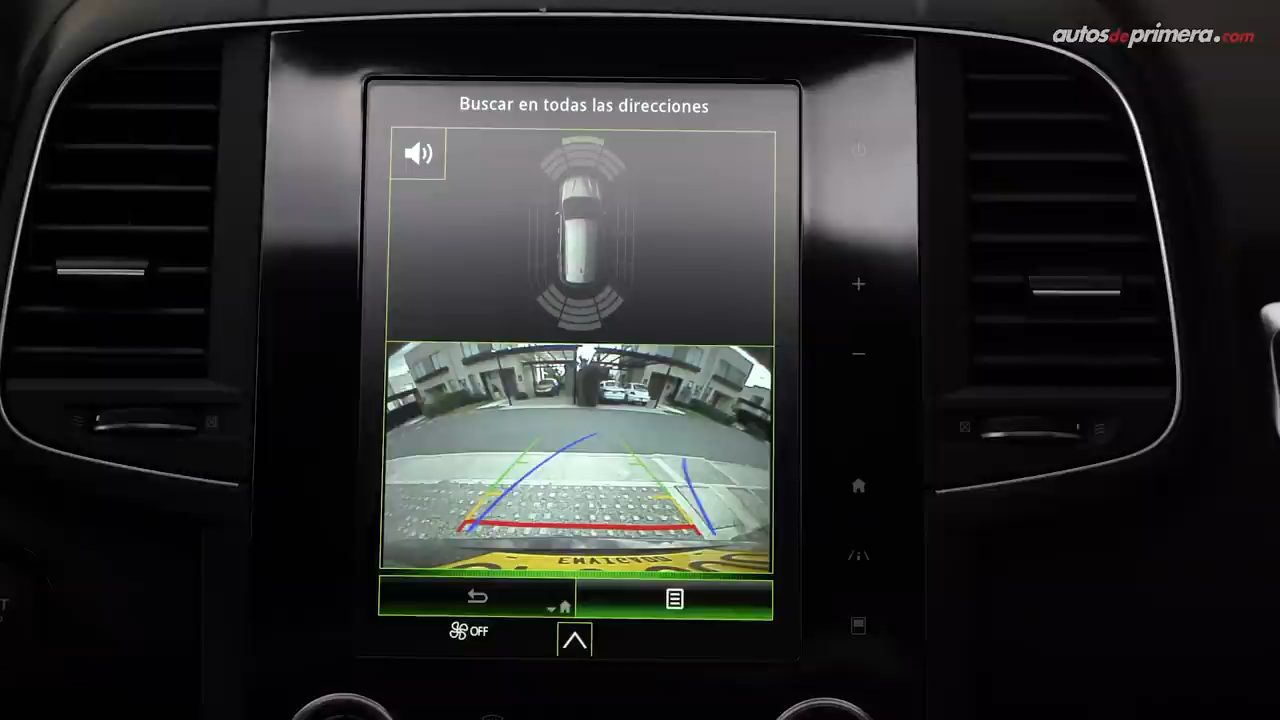 autosdeprimera.com
Buscar en todas las direcciones
OFF